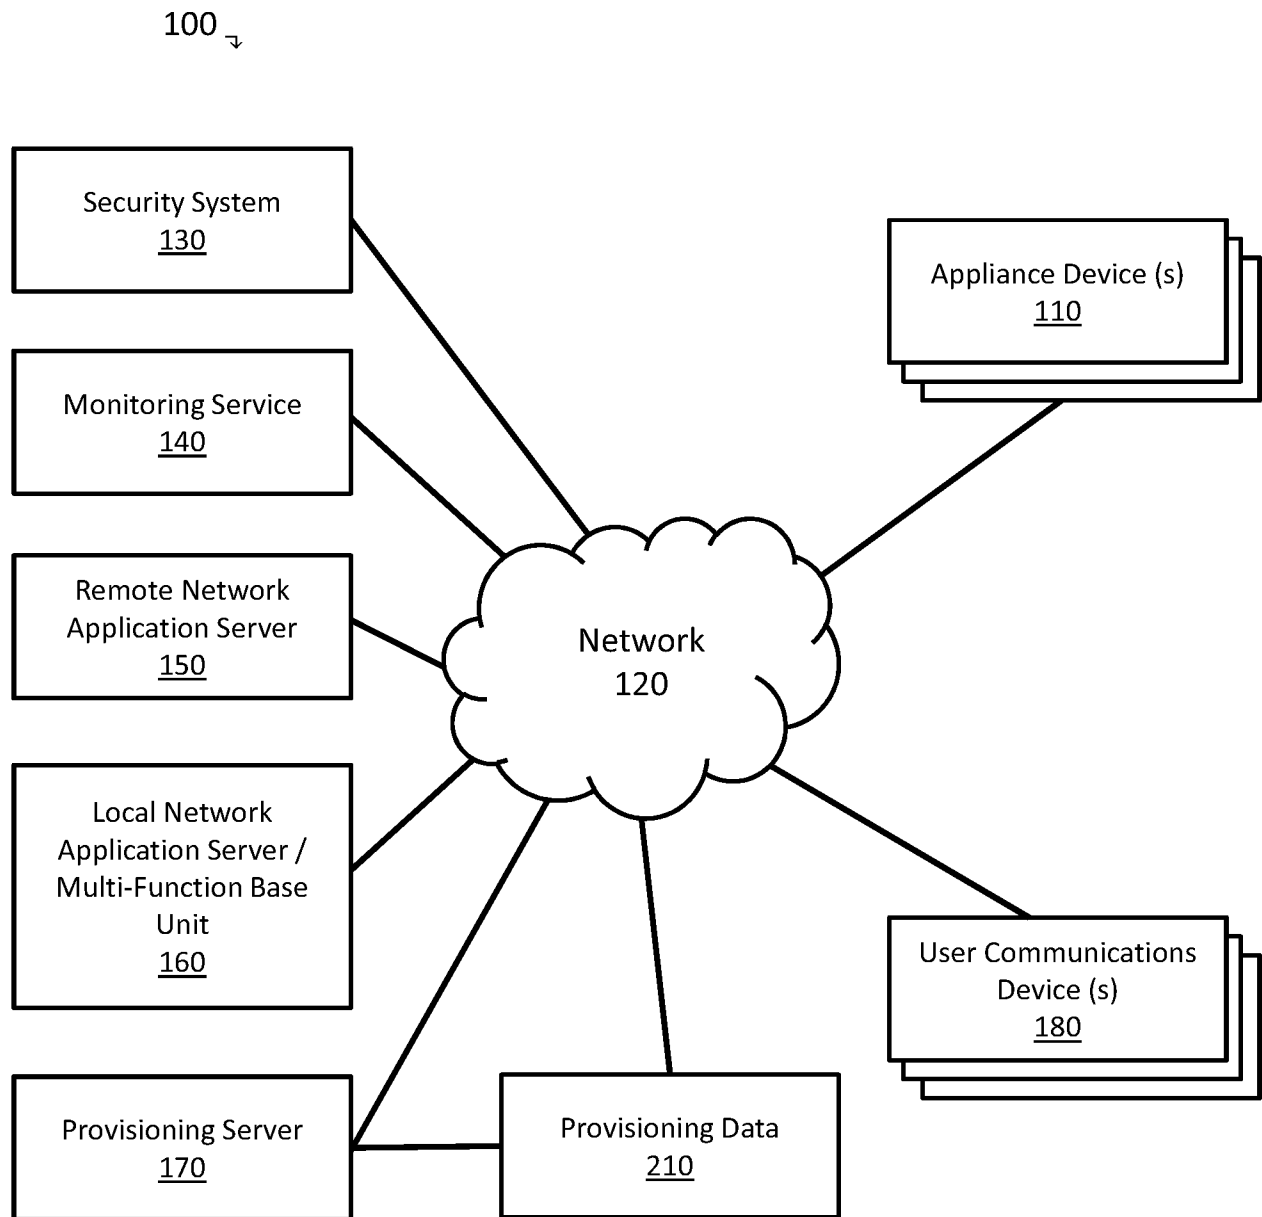 100
Security System
130
Appliance Device (s)
110
Monitoring Service
140
Remote Network
Application Server
150
Network
120
Local Network
Application Server /
Multi-Function Base
Unit
160
User Communications
Device (s)
180
Provisioning Server
170
Provisioning Data
210